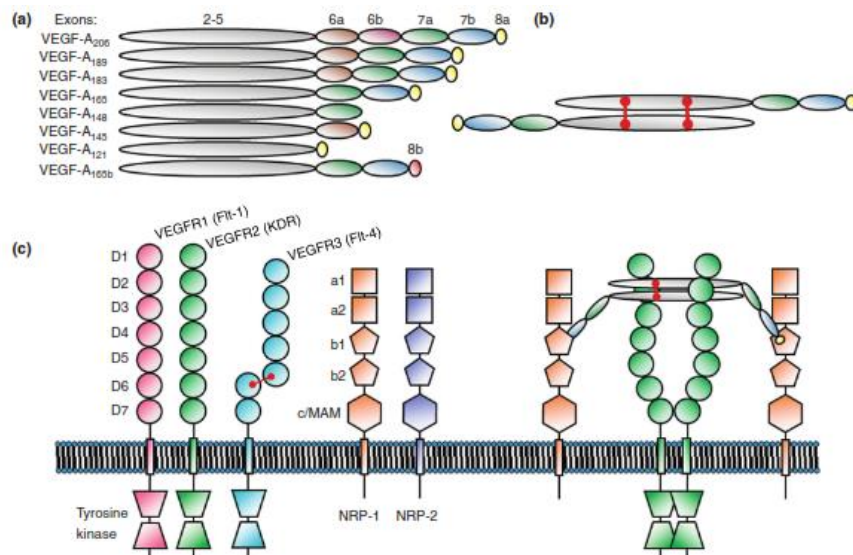 (a)
Exons: 2-5 6a 6b 7a 7b 8a
VEGF-A206
VEGF-A189
VEGF-A183
VEGF-A165
VEGF-A148
VEGF-A145
VEGF-A121
8b
VEGF-A165b
(b)
(c)
VEGFR1 (Flt-1)
VEGFR2 (KDR)
VEGFR3 (Flt-4)
D1
D2
D3
D4
D5
D6
D7
a1
a2
b1
b2
c/MAM
Tyrosine
kinase
NRP-1 NRP-2